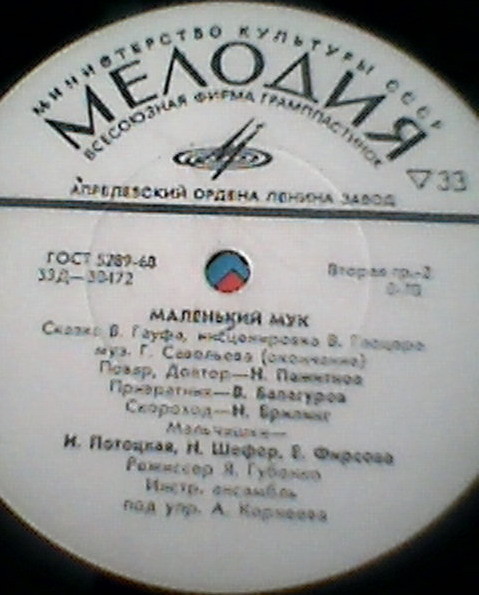 МИНИСТЕРСТВО КУЛЬТУРЫ СССР
МЕЛОДИЯ
ВСЕСОЮЗНАЯ ФИРМА ГРАМПЛАСТИНОК
АПРЕЛЕВСКИЙ ОРДЕНА ЛЕНИНА ЗАВОД
33
ГОСТ 5289-68
Вторая гр.-2
33Д—30472
МАЛЕНЬКИЙ МУК
Сказка В. Гауфа, инсценировка В.
муз. Г. Савельева (окончание)
Повар, Доктор—Н.
Привратник—В. Балагуров
Скороход—Н. Брилинг
Мальчишки—
И. Потоцкая, Н. Шефер, Е. Фирсова
Режиссер Я. Губенко
Инстр. ансамбль
под упр. А. Корнеева